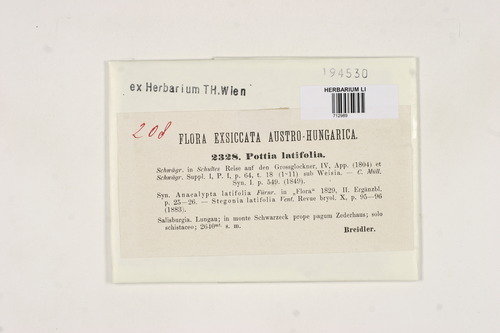 194530
ex Herbarium TH.Wien
HERBARIUM LI
712989
208
FLORA EXSICCATA AUSTRO-HUNGARICA.
2328. Pottia latifolia.
Schwägr. in Schultes Reise auf den Grossglockner, IV, App. (1804) et
Schwägr. Suppl. I, P. I, p. 64, t. 18 (1-11) sub Weisia. — C. Müll.
Syn. I. p. 549. (1849).
Syn. Anacalypta latifolia Fürnr. in „Flora“ 1829, II. Ergänzbl.
p. 25—26. — Stegonia latifolia Vent. Revue bryol. X, p. 95—96
(1883).
Salisburgia. Lungau; in monte Schwarzeck prope pagum Zederhaus; solo
schistaceo; 2640mt. s. m.
Breidler.